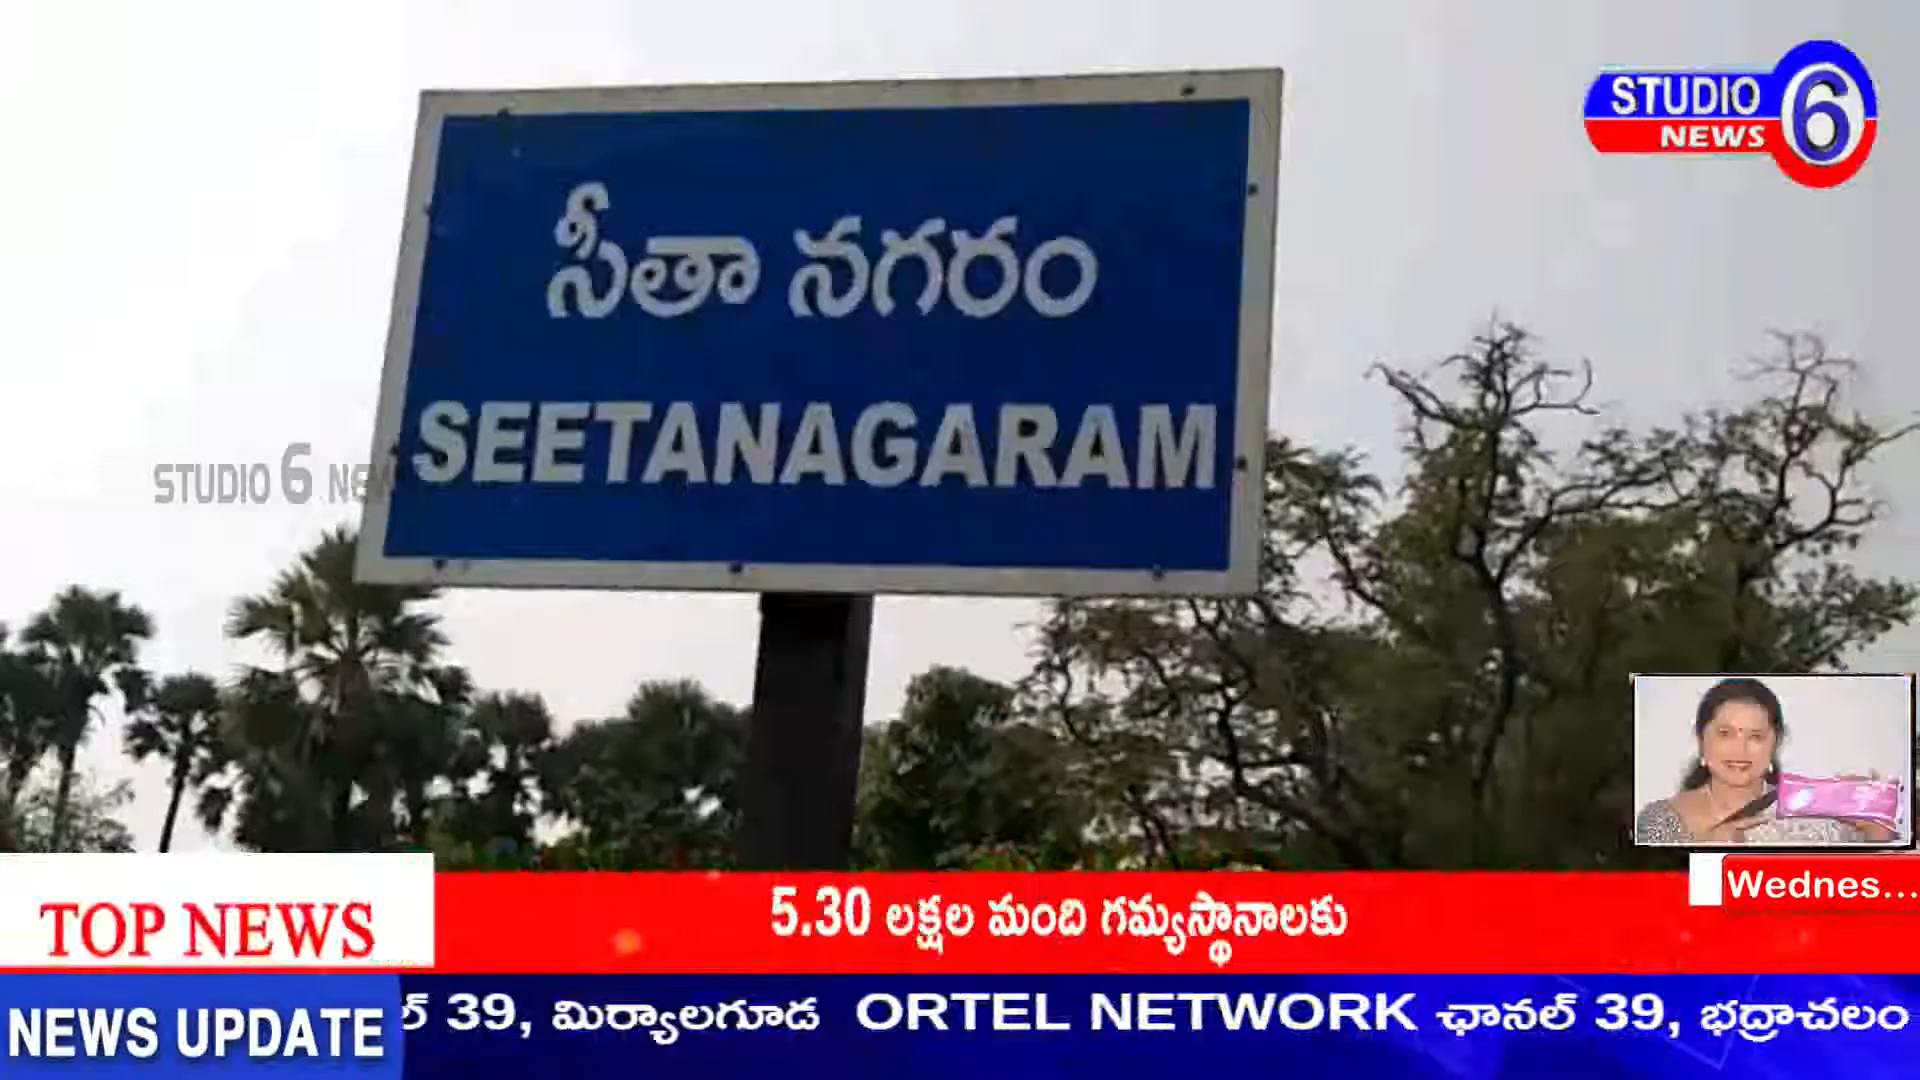 STUDIO
NEWS 6
సీతా నగరం
SEETANAGARAM
STUDIO 6 NEW
Wednes...
TOP NEWS
5.30 లక్షల మంది గమ్యస్థానాలకు
NEWS UPDATE
ల్ 39, మిర్యాలగూడ ORTEL NETWORK ఛానల్ 39, భద్రాచలం